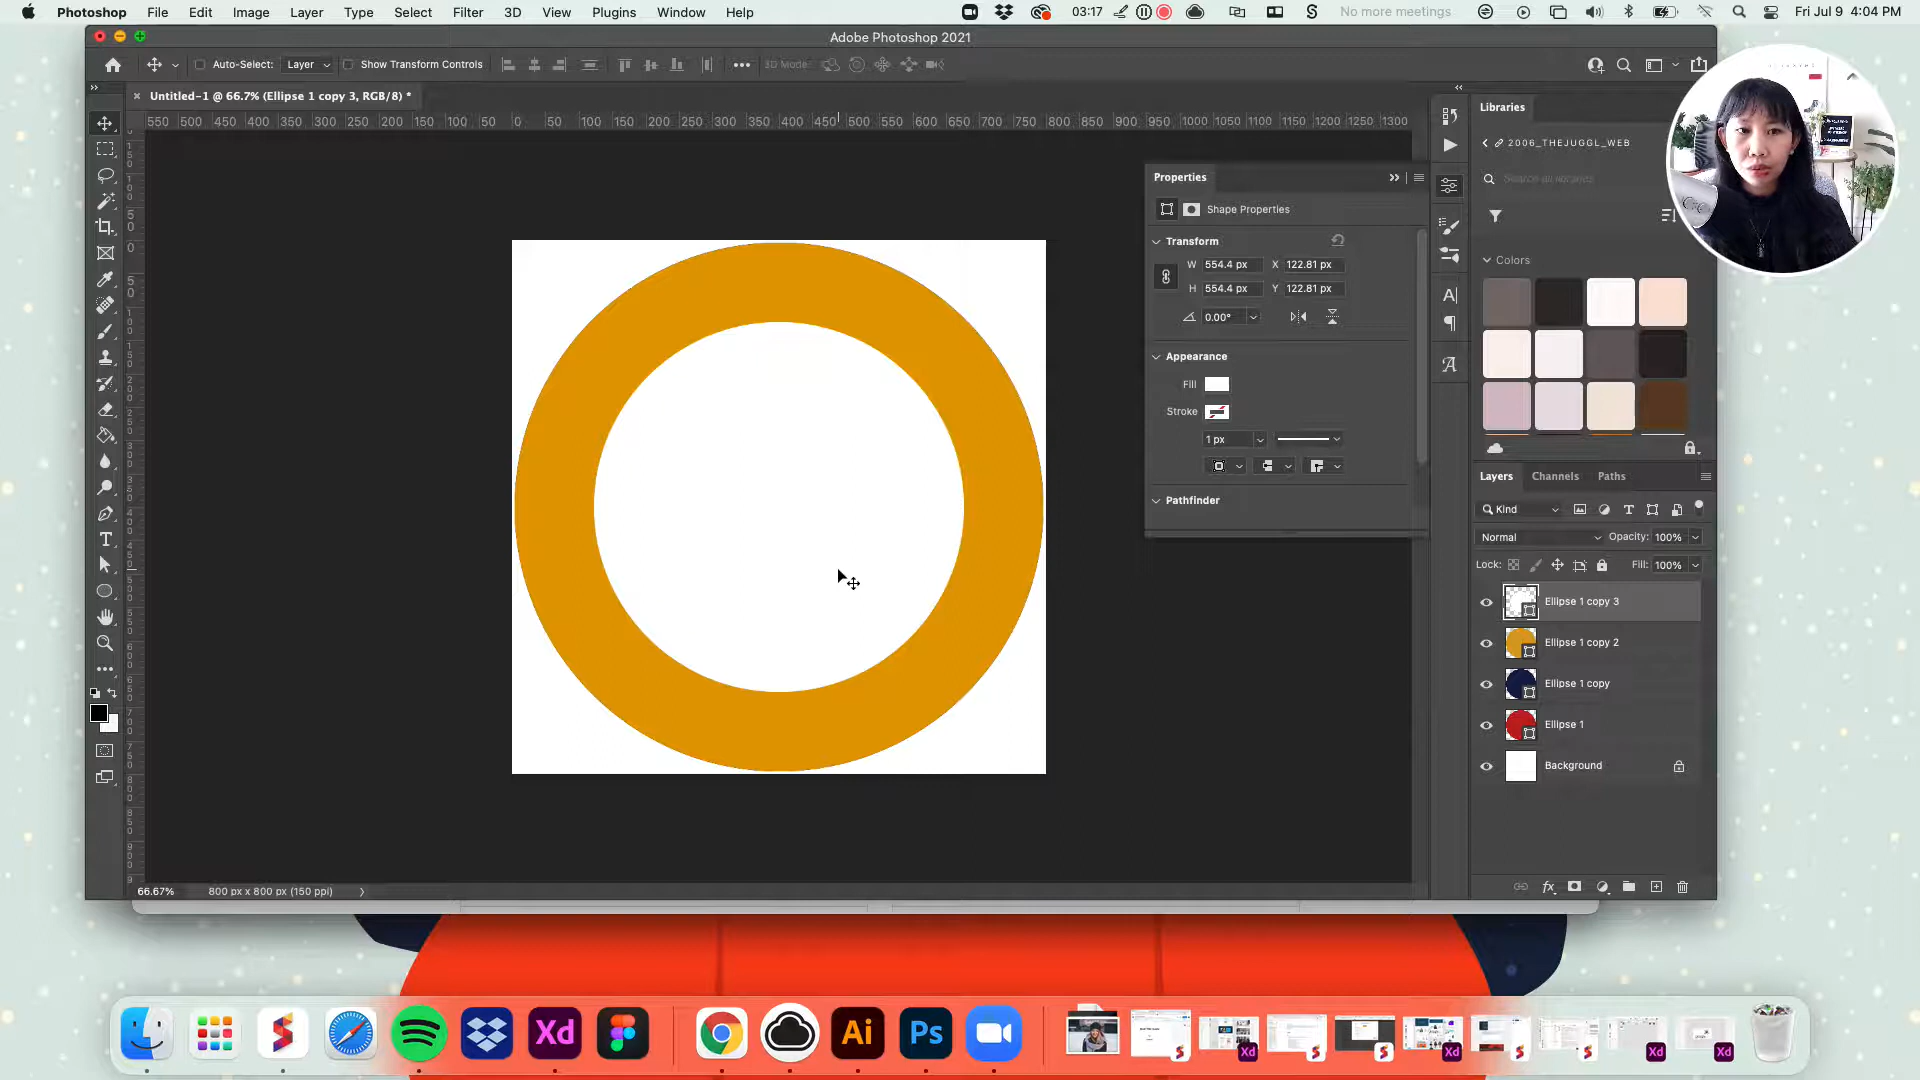 Photoshop File Edit Image Layer Type Select Filter 3D View Plugins Window Help 03:17 No more meetings Fri Jul 9 4:04 PM
Adobe Photoshop 2021
Auto-Select: Layer Show Transform Controls 3D Mode:
Untitled-1 @ 66.7% (Ellipse 1 copy 3, RGB/8) *
550 500 450 400 350 300 250 200 150 100 50 0 50 100 150 200 250 300 350 400 450 500 550 600 650 700 750 800 850 900 950 1000 1050 1100 1150 1200 1250 1300
Properties
Shape Properties
Transform
W 554.4 px X 122.81 px
H 554.4 px Y 122.81 px
0.00°
Appearance
Fill
Stroke
1 px
Pathfinder
Libraries
2006_THEJUGGL_WEB
Search all libraries
Colors
Layers Channels Paths
Kind
Normal Opacity: 100%
Lock: Fill: 100%
Ellipse 1 copy 3
Ellipse 1 copy 2
Ellipse 1 copy
Ellipse 1
Background
66.67% 800 px x 800 px (150 ppi)
Xd Ai Ps
Xd Xd Xd Xd